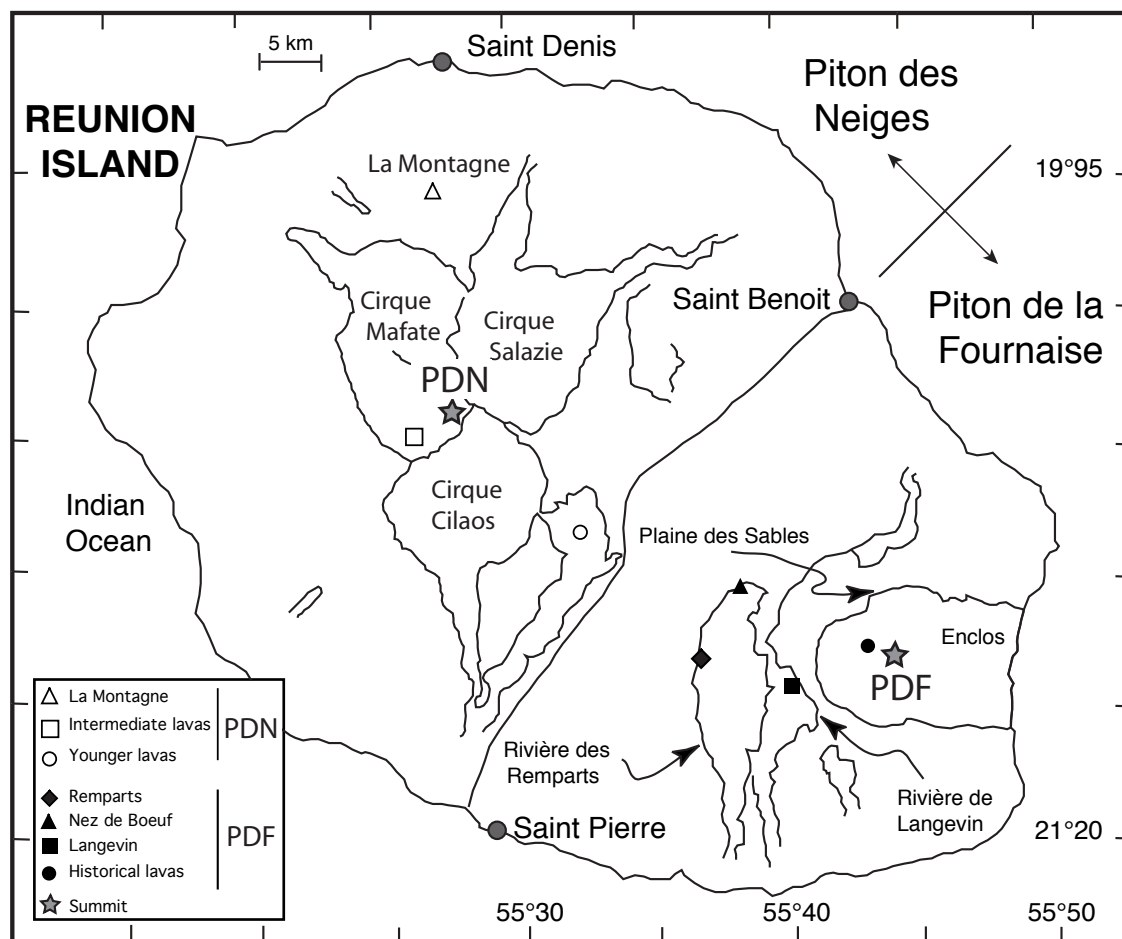 5 km
Saint Denis
REUNION
ISLAND
Piton des
Neiges
La Montagne
19°95
Cirque
Mafate
Cirque
Salazie
Saint Benoit
Piton de la
Fournaise
PDN
Cirque
Cilaos
Indian
Ocean
Plaine des Sables
Enclos
PDF
Rivière des
Remparts
Rivière de
Langevin
Saint Pierre
21°20
55°30
55°40
55°50
La Montagne
Intermediate lavas
Younger lavas
PDN
Remparts
Nez de Boeuf
Langevin
Historical lavas
PDF
Summit